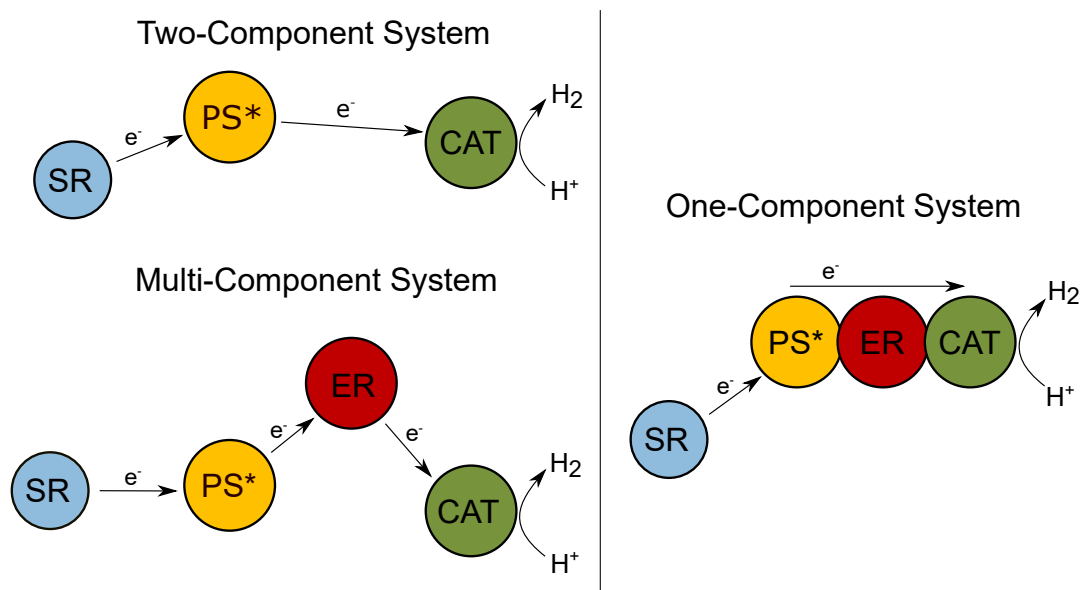 Two-Component System
SR
e⁻
PS*
e⁻
CAT
H₂
H⁺
Multi-Component System
SR
e⁻
PS*
e⁻
ER
e⁻
CAT
H₂
H⁺
One-Component System
SR
e⁻
PS*
e⁻
ER
CAT
H₂
H⁺